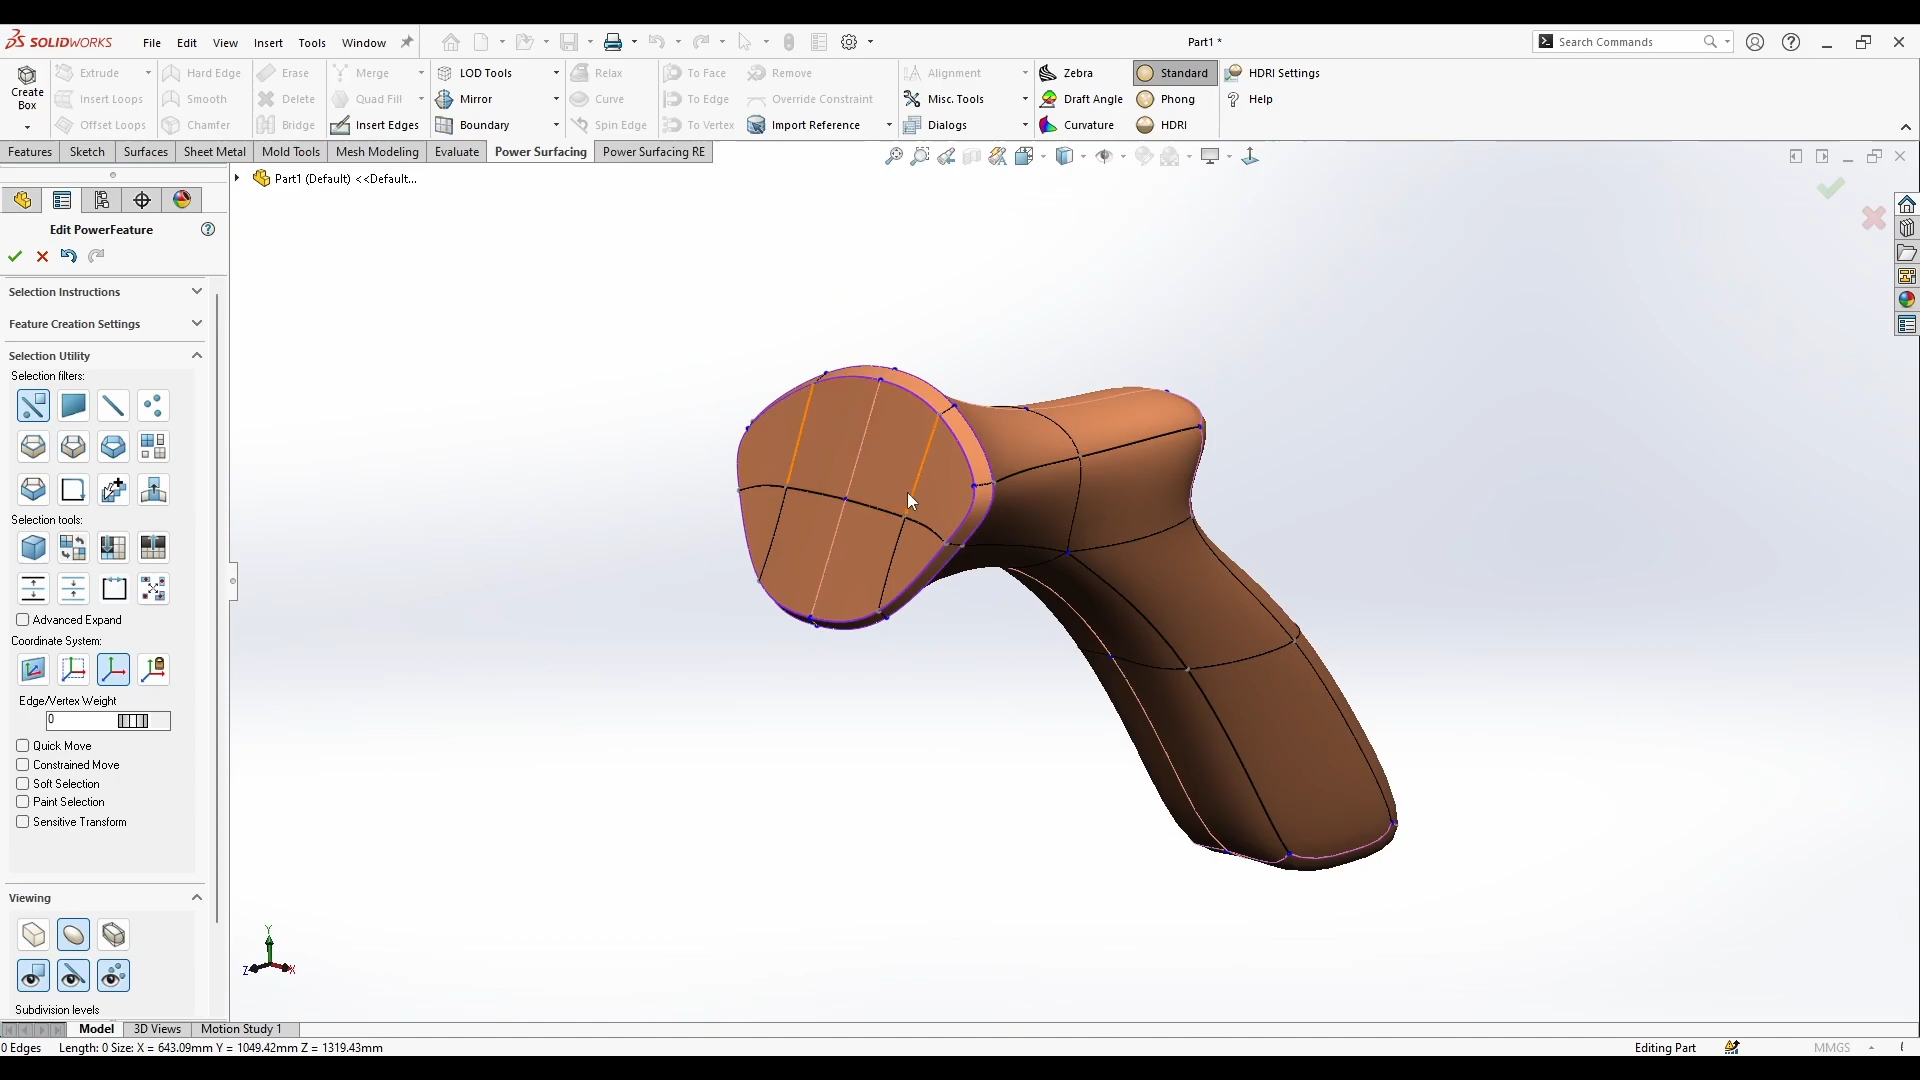 SOLIDWORKS File Edit View Insert Tools Window Part1 * Search Commands
Create Box
Extrude Hard Edge Erase Merge LOD Tools Relax To Face Remove Alignment Zebra Standard HDRI Settings
Insert Loops Smooth Delete Quad Fill Mirror Curve To Edge Override Constraint Misc. Tools Draft Angle Phong Help
Offset Loops Chamfer Bridge Insert Edges Boundary Spin Edge To Vertex Import Reference Dialogs Curvature HDRI
Features Sketch Surfaces Sheet Metal Mold Tools Mesh Modeling Evaluate Power Surfacing Power Surfacing RE
Part1 (Default) <<Default...
Edit PowerFeature
Selection Instructions
Feature Creation Settings
Selection Utility
Selection filters:
Selection tools:
Advanced Expand
Coordinate System:
Edge/Vertex Weight
0
Quick Move
Constrained Move
Soft Selection
Paint Selection
Sensitive Transform
Viewing
Subdivision levels
Y
Z X
Model 3D Views Motion Study 1
0 Edges Length: 0 Size: X = 643.09mm Y = 1049.42mm Z = 1319.43mm Editing Part MMGS